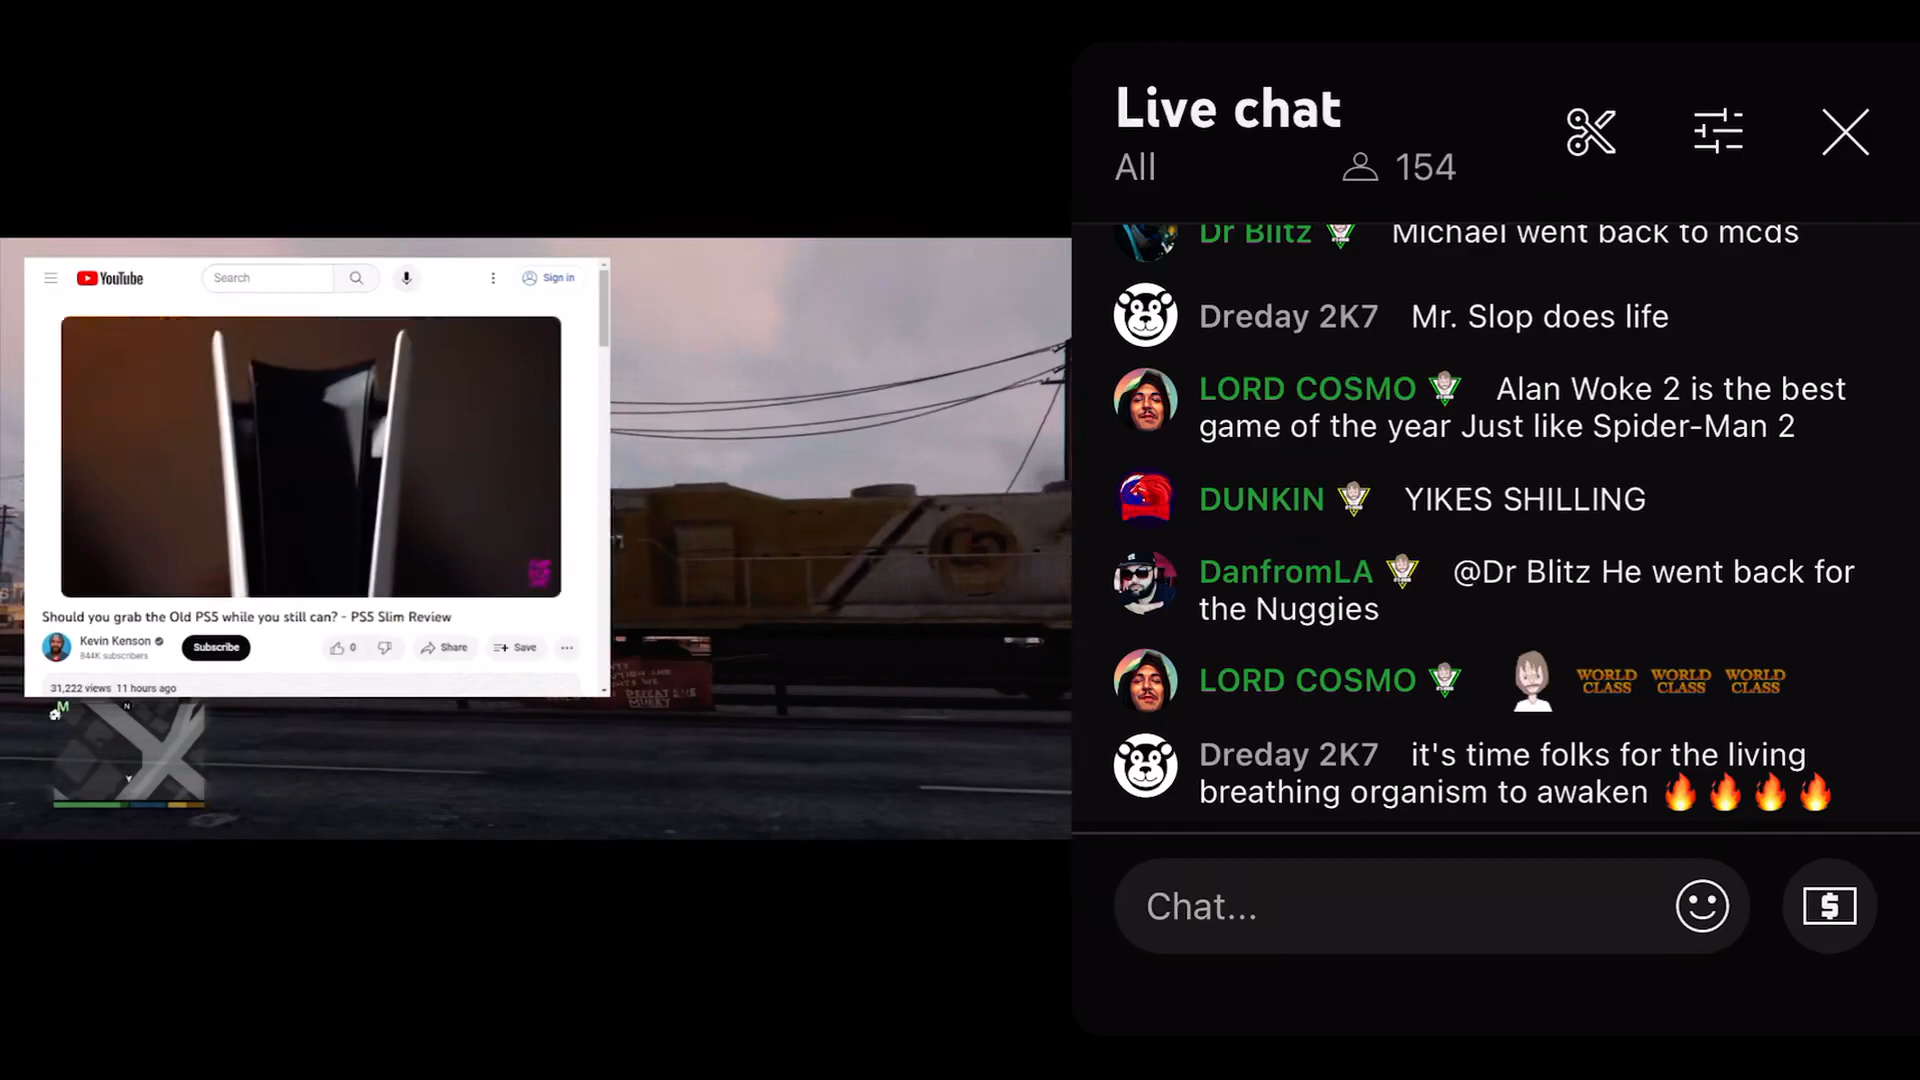 YouTube
Search
Sign in
Should you grab the Old PS5 while you still can? - PS5 Slim Review
Kevin Kenson
844K subscribers
Subscribe
0
Share
Save
31,222 views 11 hours ago
N
M
DEFEAT
Live chat
All
154
Dr Blitz Michael went back to mcds
Dreday 2K7 Mr. Slop does life
LORD COSMO Alan Woke 2 is the best
game of the year Just like Spider-Man 2
DUNKIN YIKES SHILLING
DanfromLA @Dr Blitz He went back for
the Nuggies
LORD COSMO WORLD CLASS WORLD CLASS WORLD CLASS
Dreday 2K7 it's time folks for the living
breathing organism to awaken 🔥🔥🔥🔥
Chat...